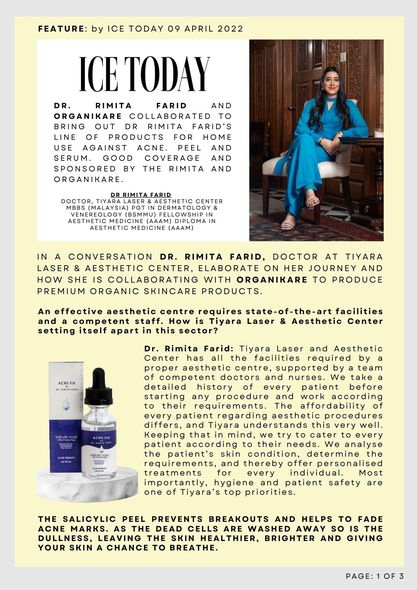 FEATURE: by ICE TODAY 09 APRIL 2022
ICE TODAY
DR. RIMITA FARID AND
ORGANIKARE COLLABORATED TO
BRING OUT DR RIMITA FARID'S
LINE OF PRODUCTS FOR HOME
USE AGAINST ACNE. PEEL AND
SERUM. GOOD COVERAGE AND
SPONSORED BY THE RIMITA AND
ORGANIKARE.
DR RIMITA FARID
DOCTOR, TIYARA LASER & AESTHETIC CENTER
MBBS (MALAYSIA) PGT IN DERMATOLOGY &
VENEREOLOGY (BSMMU) FELLOWSHIP IN
AESTHETIC MEDICINE (AAAM) DIPLOMA IN
AESTHETIC MEDICINE (AAAM)
IN A CONVERSATION DR. RIMITA FARID, DOCTOR AT TIYARA
LASER & AESTHETIC CENTER, ELABORATE ON HER JOURNEY AND
HOW SHE IS COLLABORATING WITH ORGANIKARE TO PRODUCE
PREMIUM ORGANIC SKINCARE PRODUCTS.
An effective aesthetic centre requires state-of-the-art facilities
and a competent staff. How is Tiyara Laser & Aesthetic Center
setting itself apart in this sector?
Dr. Rimita Farid: Tiyara Laser and Aesthetic
Center has all the facilities required by a
proper aesthetic centre, supported by a team
of competent doctors and nurses. We take a
detailed history of every patient before
starting any procedure and work according
to their requirements. The affordability of
every patient regarding aesthetic procedures
differs, and Tiyara understands this very well.
Keeping that in mind, we try to cater to every
patient according to their needs. We analyse
the patient's skin condition, determine the
requirements, and thereby offer personalised
treatments for every individual. Most
importantly, hygiene and patient safety are
one of Tiyara's top priorities.
ACNE-FIX
ACNE-FIX
THE SALICYLIC PEEL PREVENTS BREAKOUTS AND HELPS TO FADE
ACNE MARKS. AS THE DEAD CELLS ARE WASHED AWAY SO IS THE
DULLNESS, LEAVING THE SKIN HEALTHIER, BRIGHTER AND GIVING
YOUR SKIN A CHANCE TO BREATHE.
PAGE: 1 OF 3